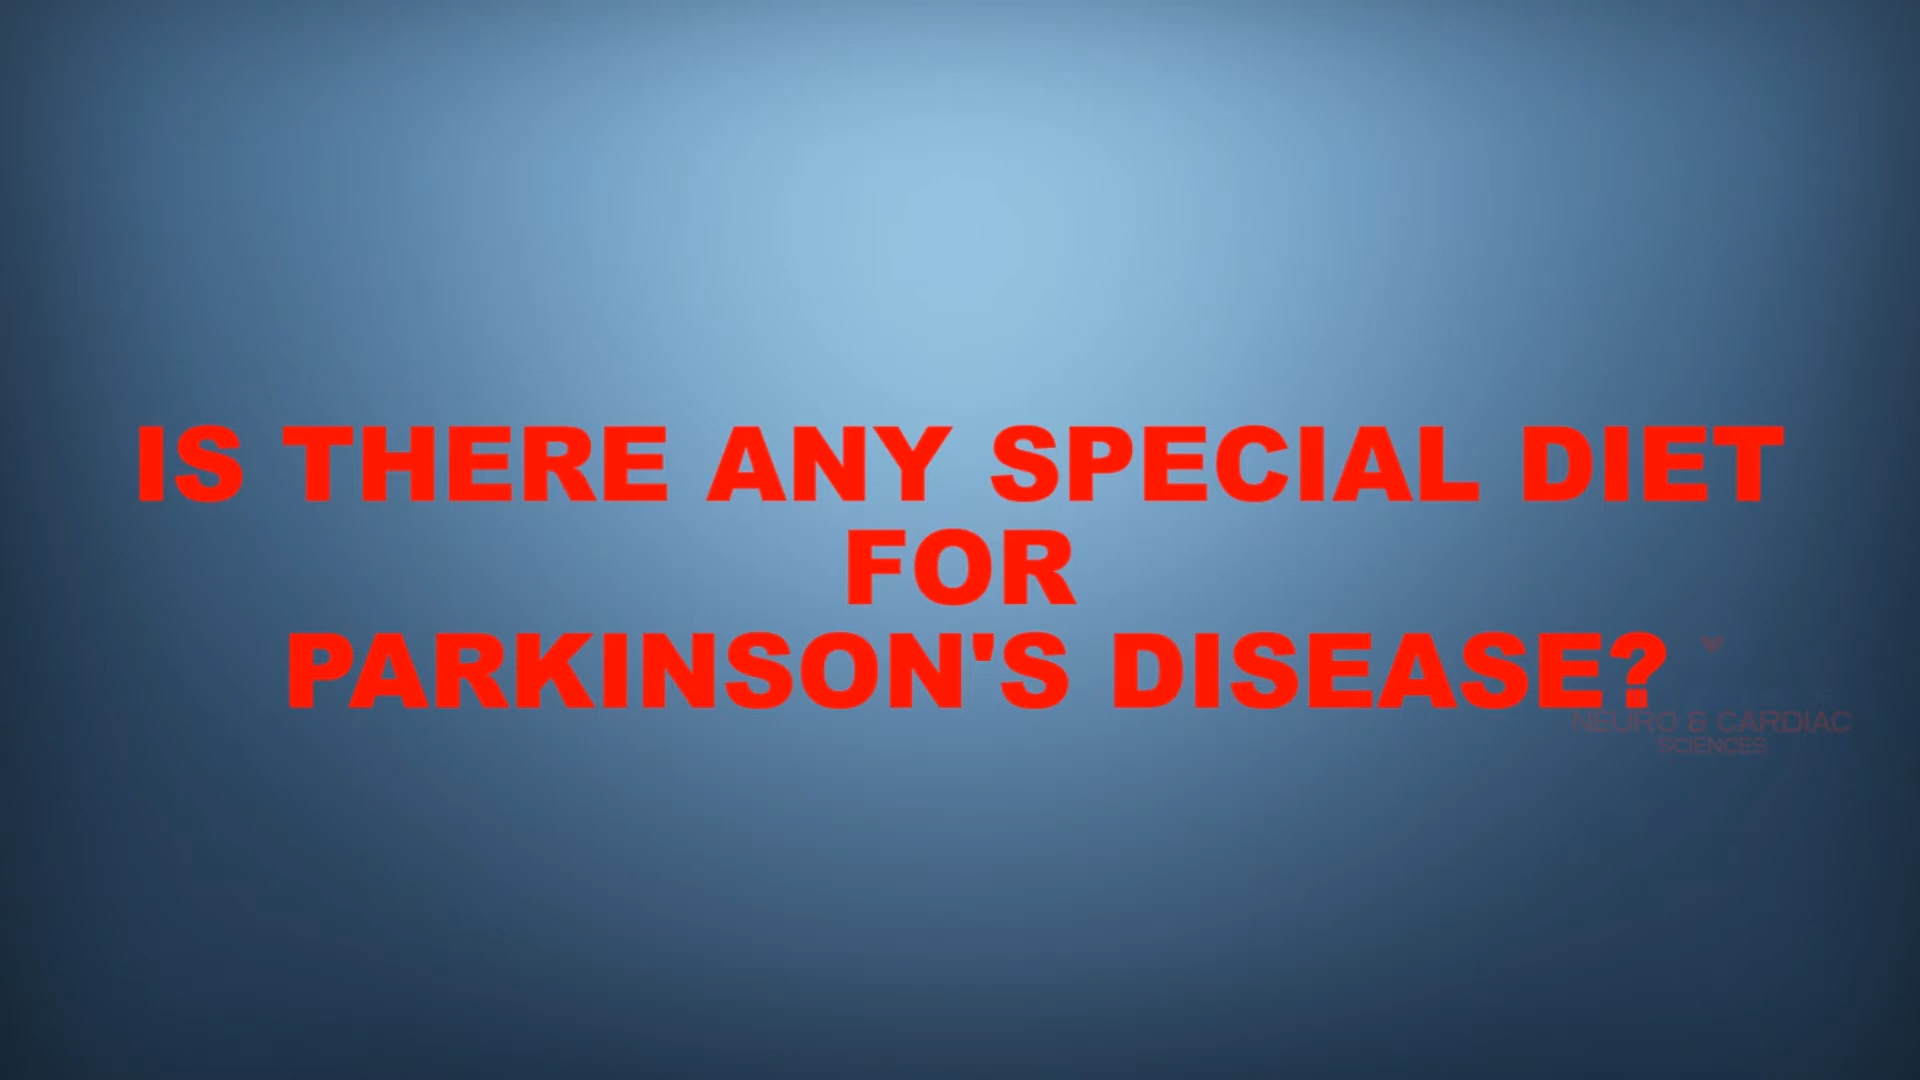 IS THERE ANY SPECIAL DIET
FOR
PARKINSON'S DISEASE?
NEURO & CARDIAC
SCIENCES